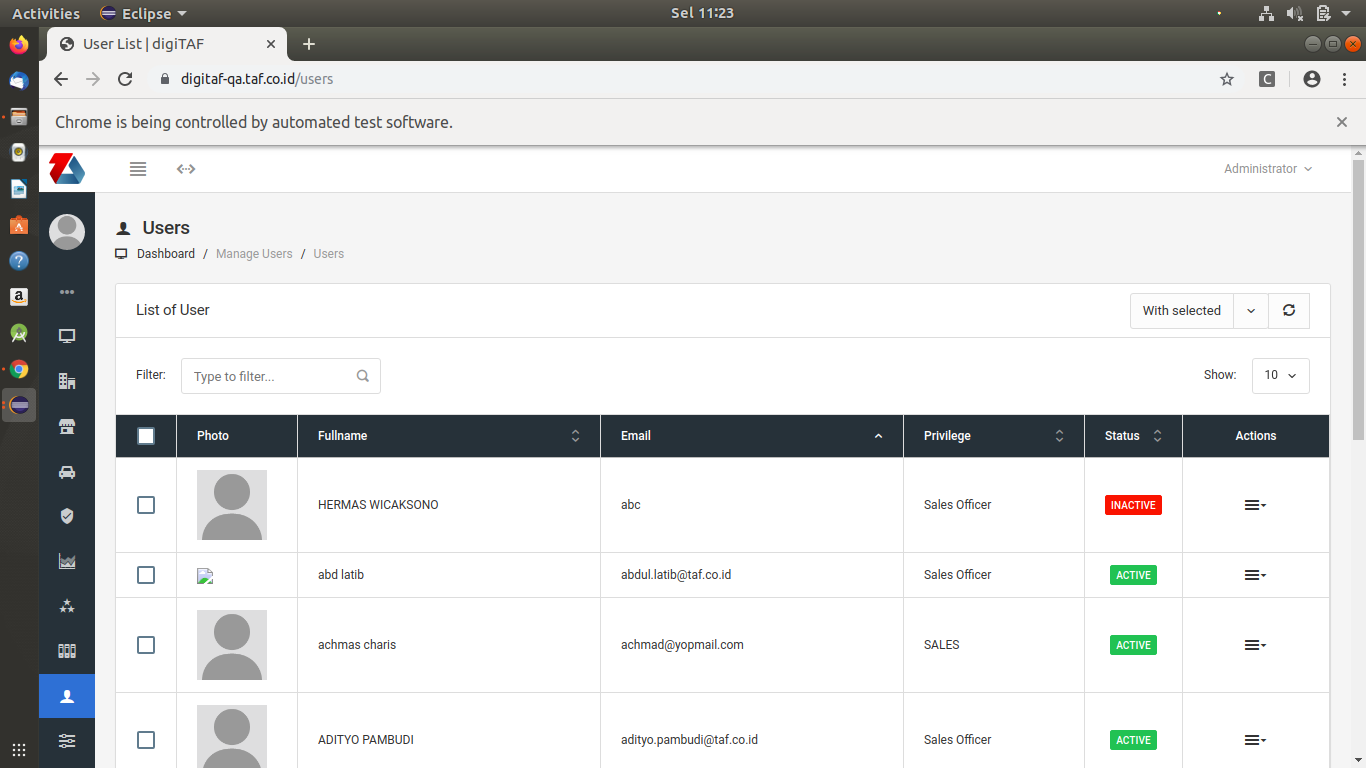 Activities Eclipse Sel 11:23
User List | digiTAF
digitaf-qa.taf.co.id/users
Chrome is being controlled by automated test software.
Administrator
Users
Dashboard / Manage Users / Users
List of User With selected
Filter: Type to filter... Show: 10
Photo Fullname Email Privilege Status Actions
HERMAS WICAKSONO abc Sales Officer INACTIVE
abd latib abdul.latib@taf.co.id Sales Officer ACTIVE
achmas charis achmad@yopmail.com SALES ACTIVE
ADITYO PAMBUDI adityo.pambudi@taf.co.id Sales Officer ACTIVE